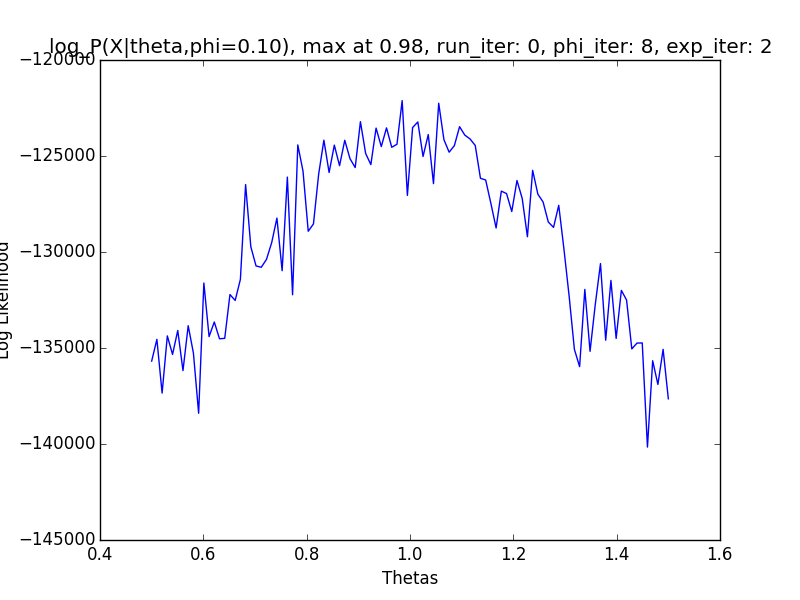 log_P(X|theta,phi=0.10), max at 0.98, run_iter: 0, phi_iter: 8, exp_iter: 2
−120000
−125000
−130000
−135000
−140000
−145000
Log Likelihood
0.4 0.6 0.8 1.0 1.2 1.4 1.6
Thetas